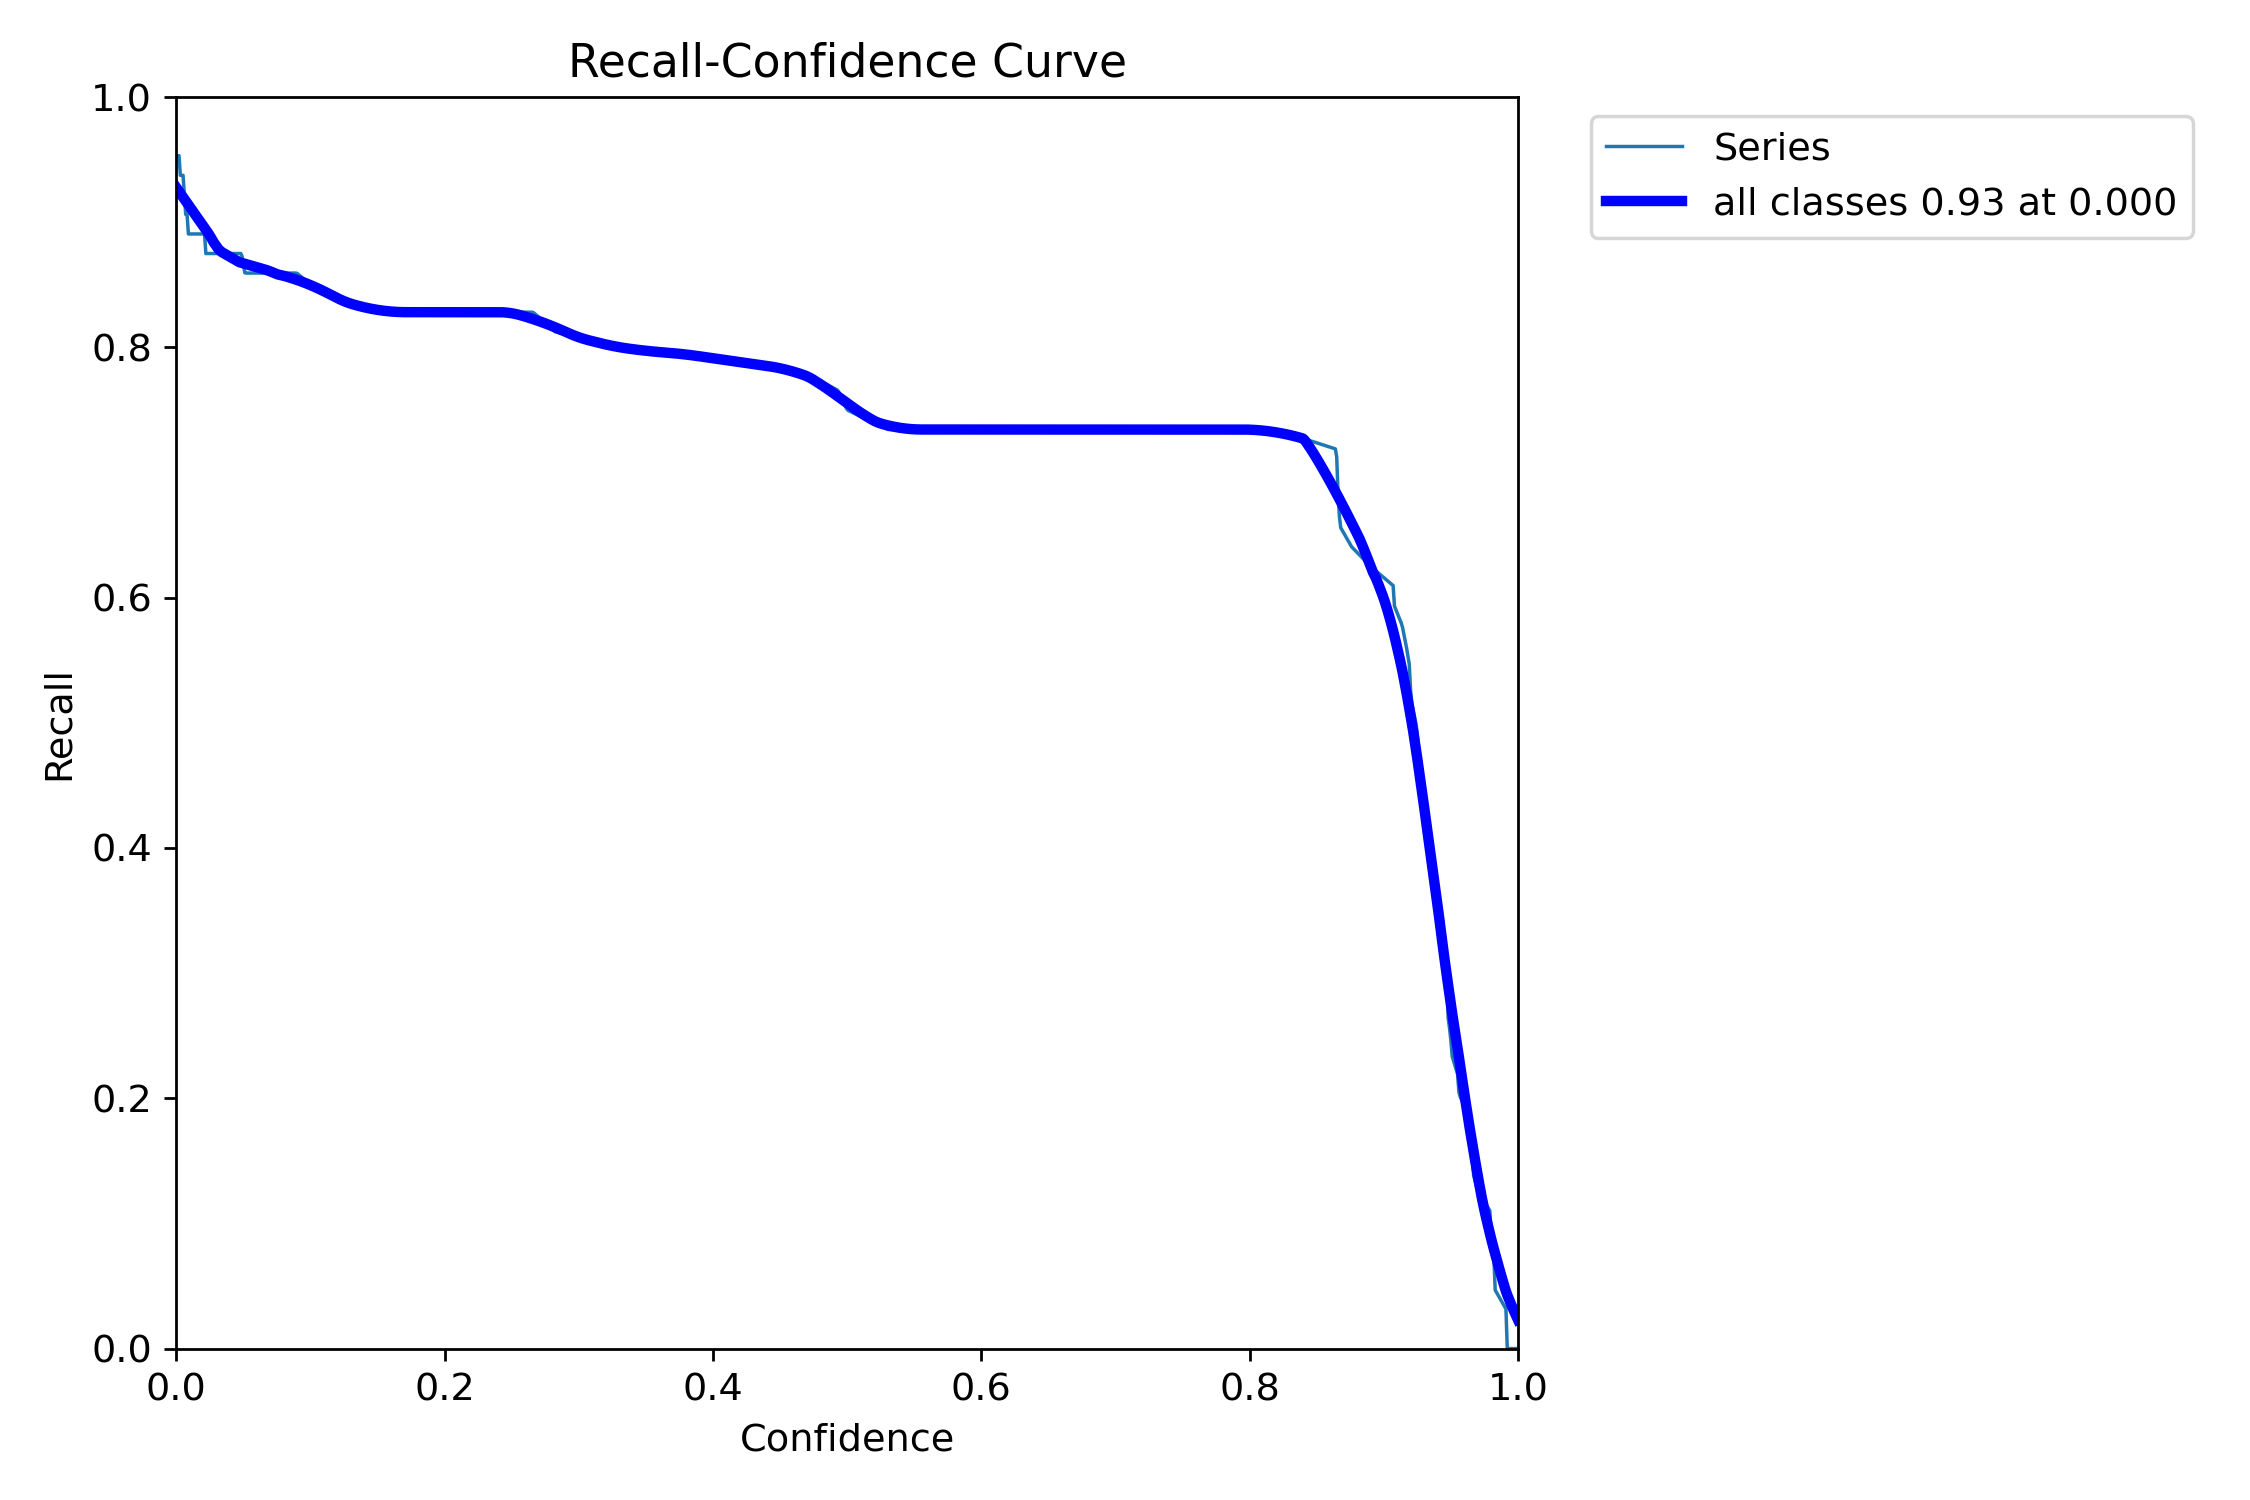 Recall-Confidence Curve
1.0
0.8
0.6
0.4
0.2
0.0
Recall
0.0 0.2 0.4 0.6 0.8 1.0
Confidence
Series
all classes 0.93 at 0.000